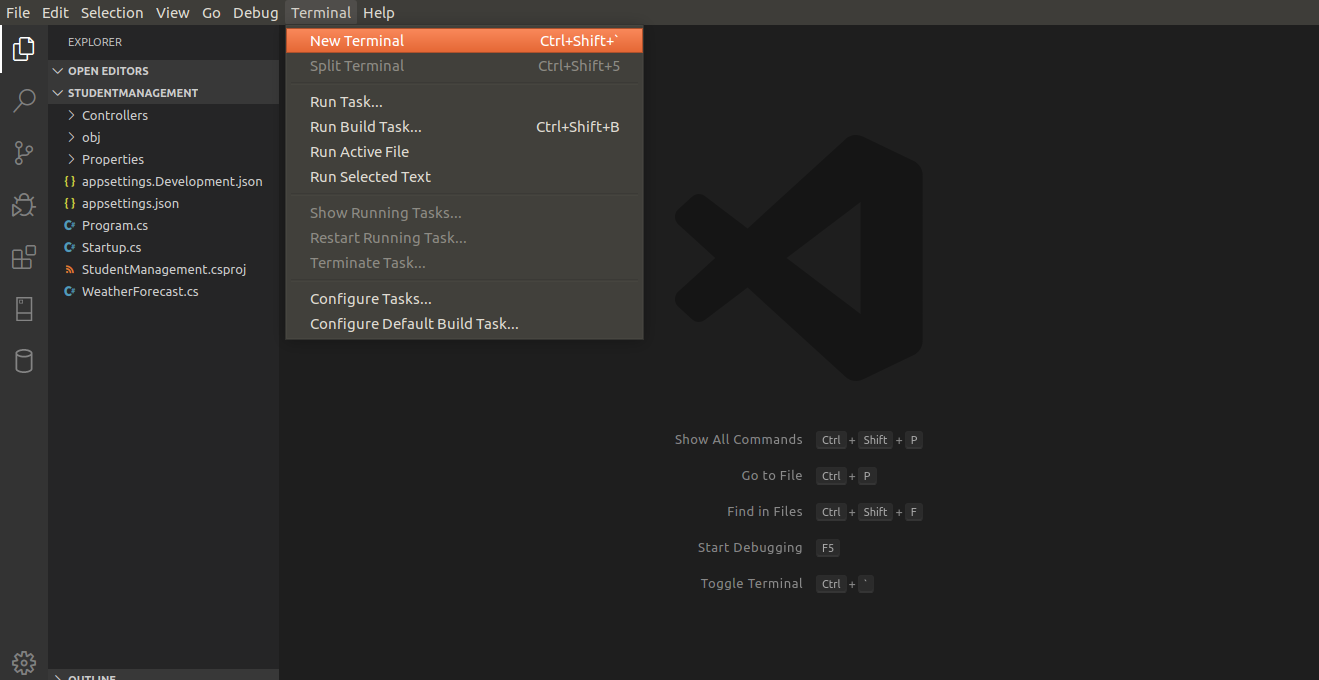 File Edit Selection View Go Debug Terminal Help
EXPLORER
OPEN EDITORS
STUDENTMANAGEMENT
Controllers
obj
Properties
{} appsettings.Development.json
{} appsettings.json
C# Program.cs
C# Startup.cs
StudentManagement.csproj
C# WeatherForecast.cs
OUTLINE
New Terminal Ctrl+Shift+`
Split Terminal Ctrl+Shift+5
Run Task...
Run Build Task... Ctrl+Shift+B
Run Active File
Run Selected Text
Show Running Tasks...
Restart Running Task...
Terminate Task...
Configure Tasks...
Configure Default Build Task...
Show All Commands Ctrl + Shift + P
Go to File Ctrl + P
Find in Files Ctrl + Shift + F
Start Debugging F5
Toggle Terminal Ctrl + `